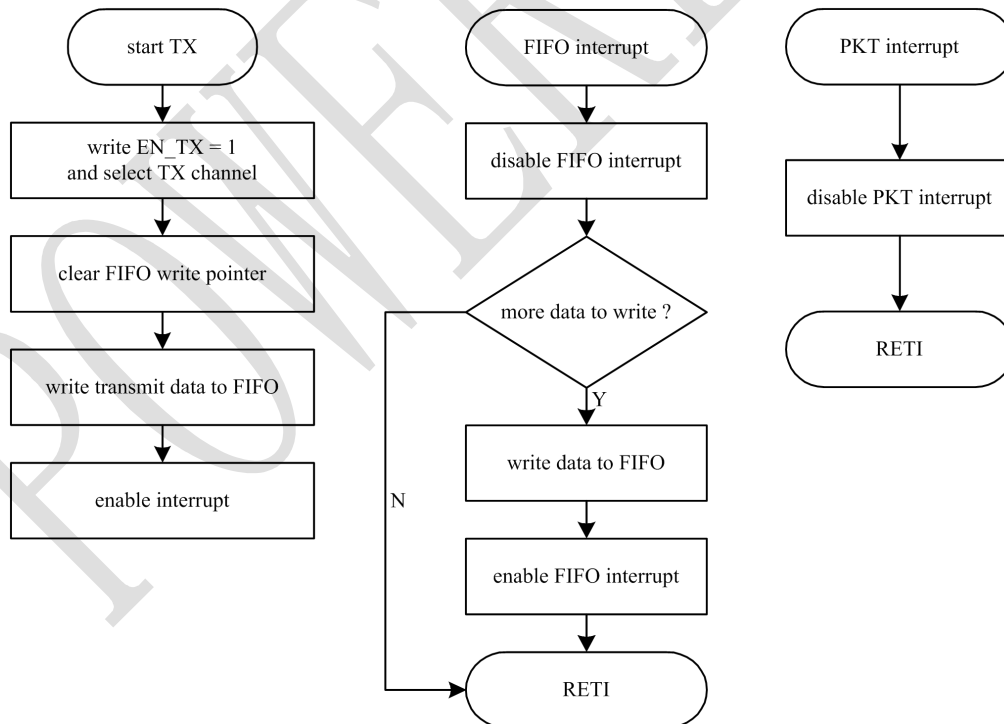 start TX
write EN_TX = 1
and select TX channel
clear FIFO write pointer
write transmit data to FIFO
enable interrupt
FIFO interrupt
disable FIFO interrupt
more data to write ?
Y
N
write data to FIFO
enable FIFO interrupt
RETI
PKT interrupt
disable PKT interrupt
RETI
POWER